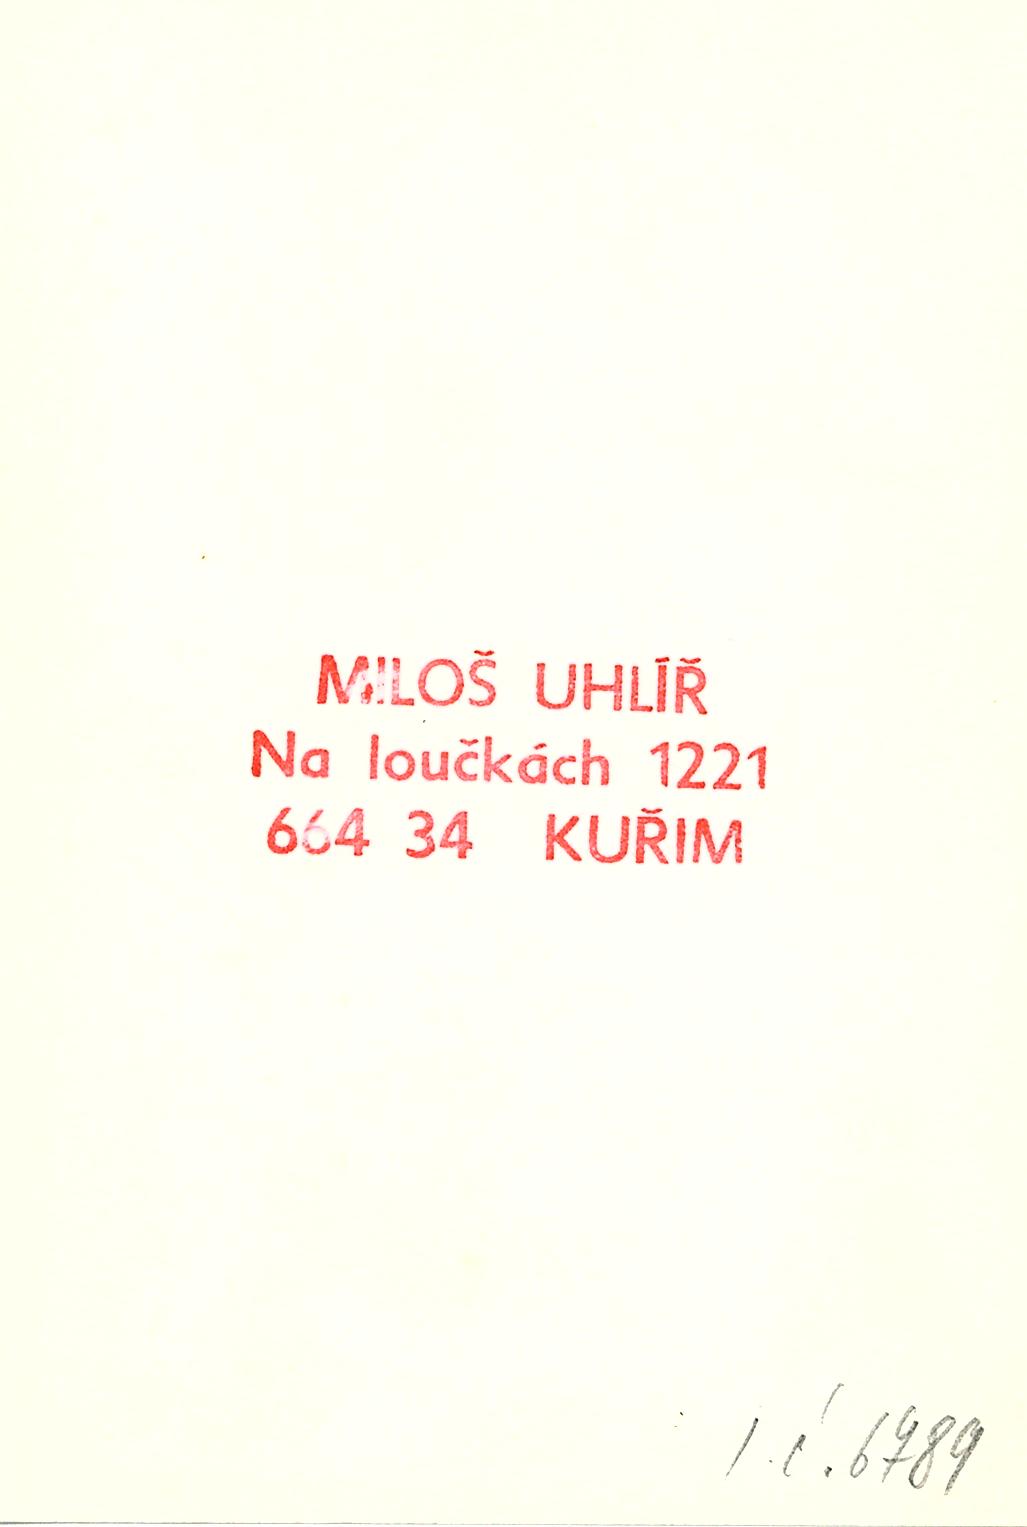 MILOŠ UHLÍŘ
Na loučkách 1221
664 34 KUŘIM
I.č. 6789